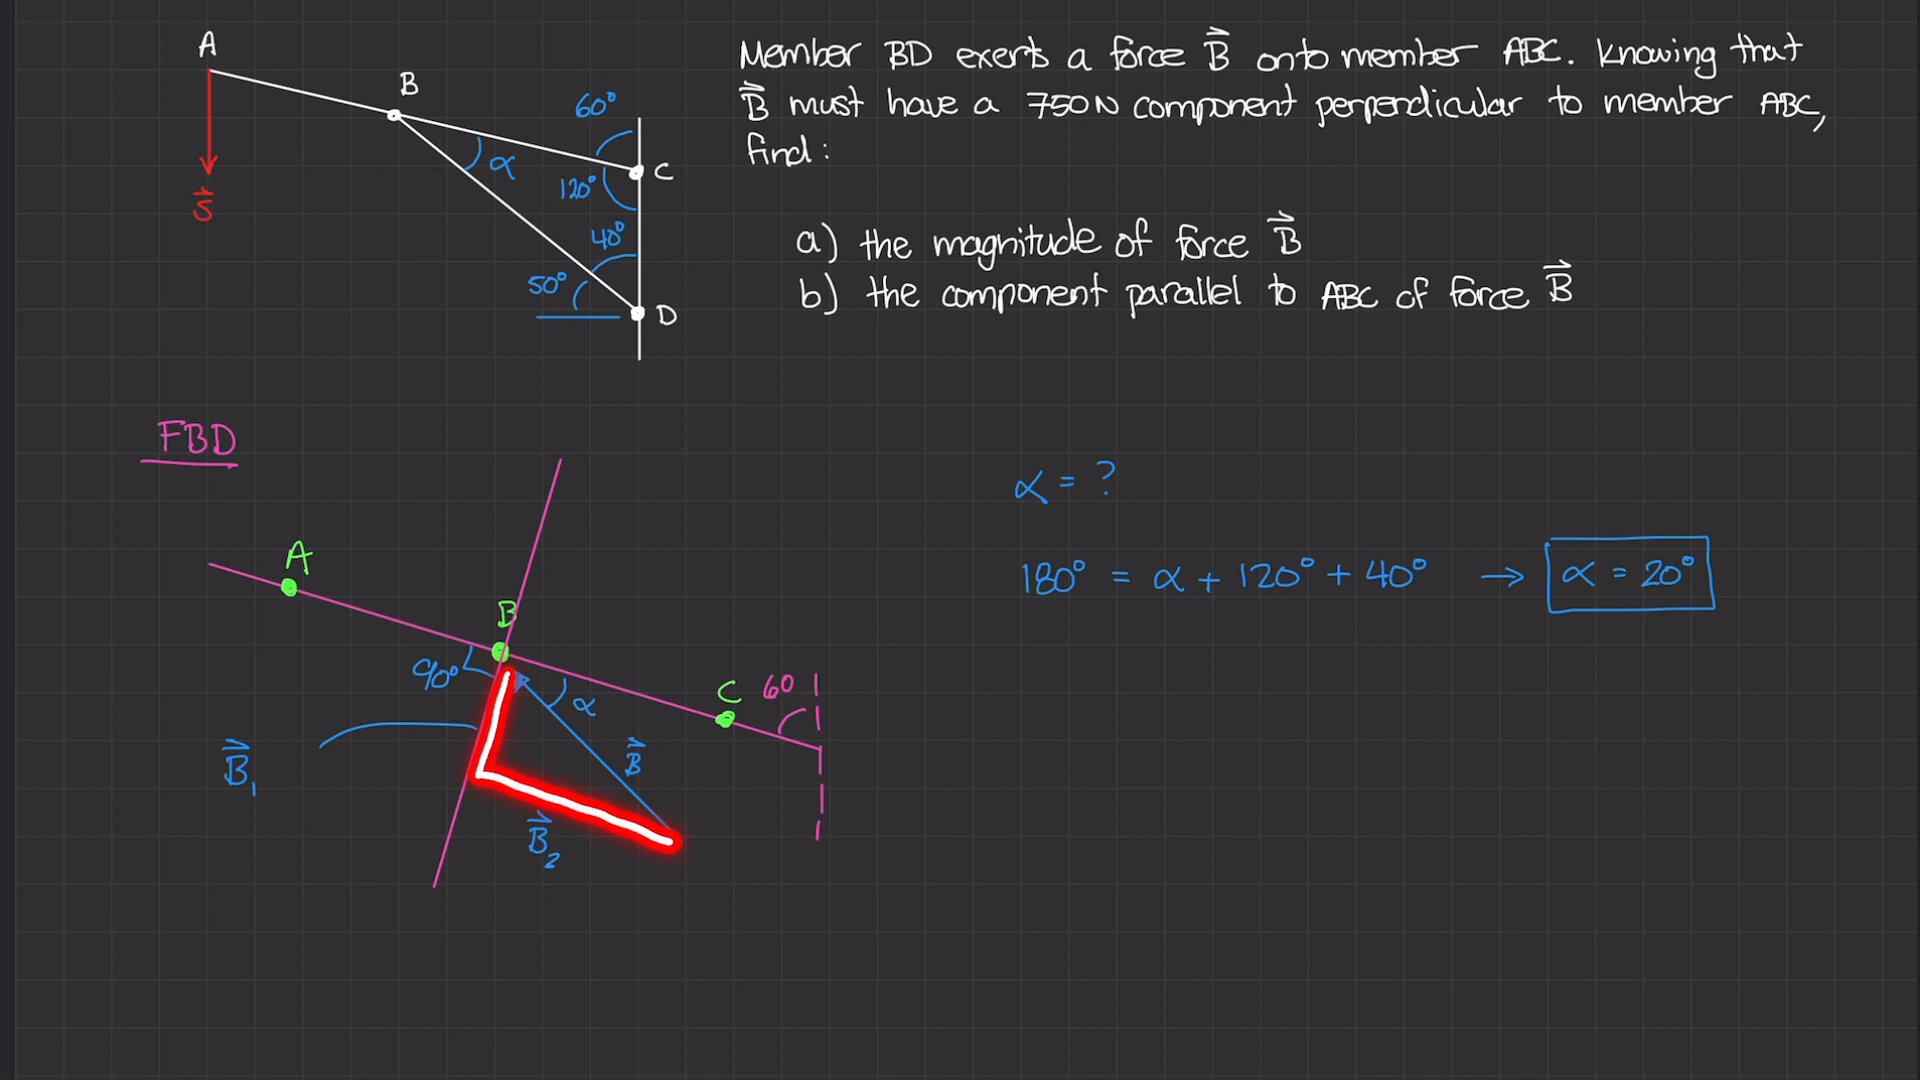 A
B
60°
α
C
120°
40°
50°
D
S⃗
Member BD exerts a force B⃗ onto member ABC. Knowing that
B⃗ must have a 750N component perpendicular to member ABC,
find:
a) the magnitude of force B⃗
b) the component parallel to ABC of force B⃗
FBD
A
B
90°
α
C
60
B⃗
B⃗₁
B⃗₂
α = ?
180° = α + 120° + 40° → α = 20°